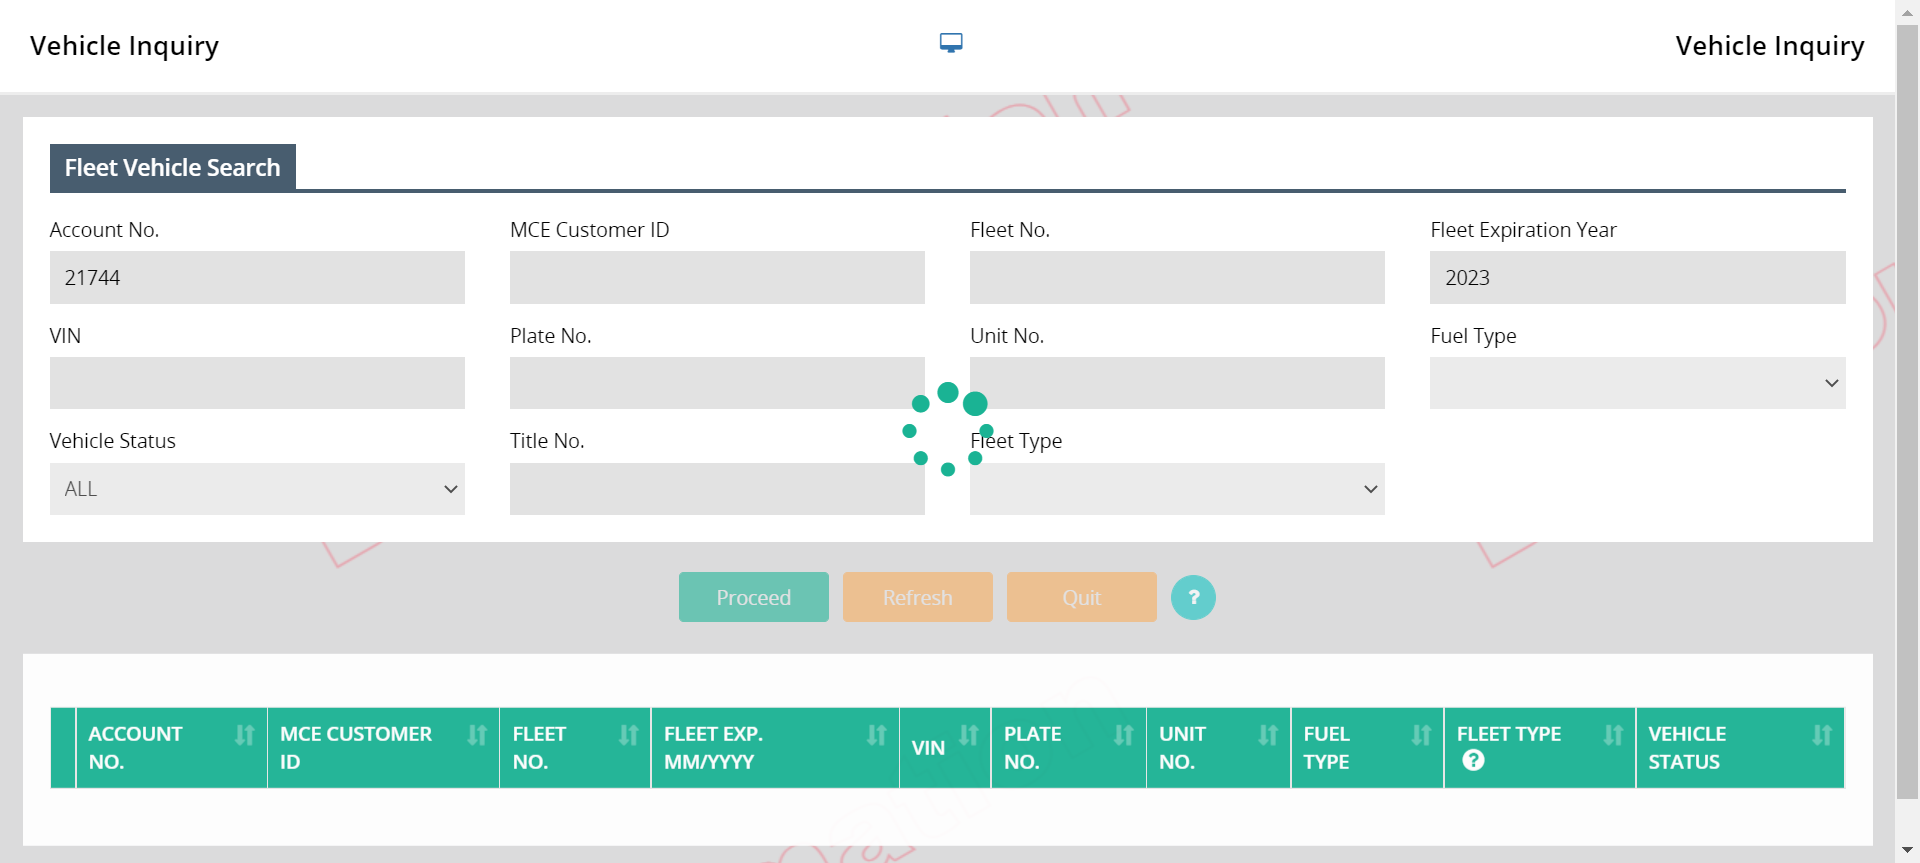 Vehicle Inquiry
Vehicle Inquiry
Fleet Vehicle Search
Account No.
MCE Customer ID
Fleet No.
Fleet Expiration Year
21744
2023
VIN
Plate No.
Unit No.
Fuel Type
Vehicle Status
Title No.
Fleet Type
ALL
Proceed
Refresh
Quit
?
ACCOUNT NO.
MCE CUSTOMER ID
FLEET NO.
FLEET EXP. MM/YYYY
VIN
PLATE NO.
UNIT NO.
FUEL TYPE
FLEET TYPE ?
VEHICLE STATUS